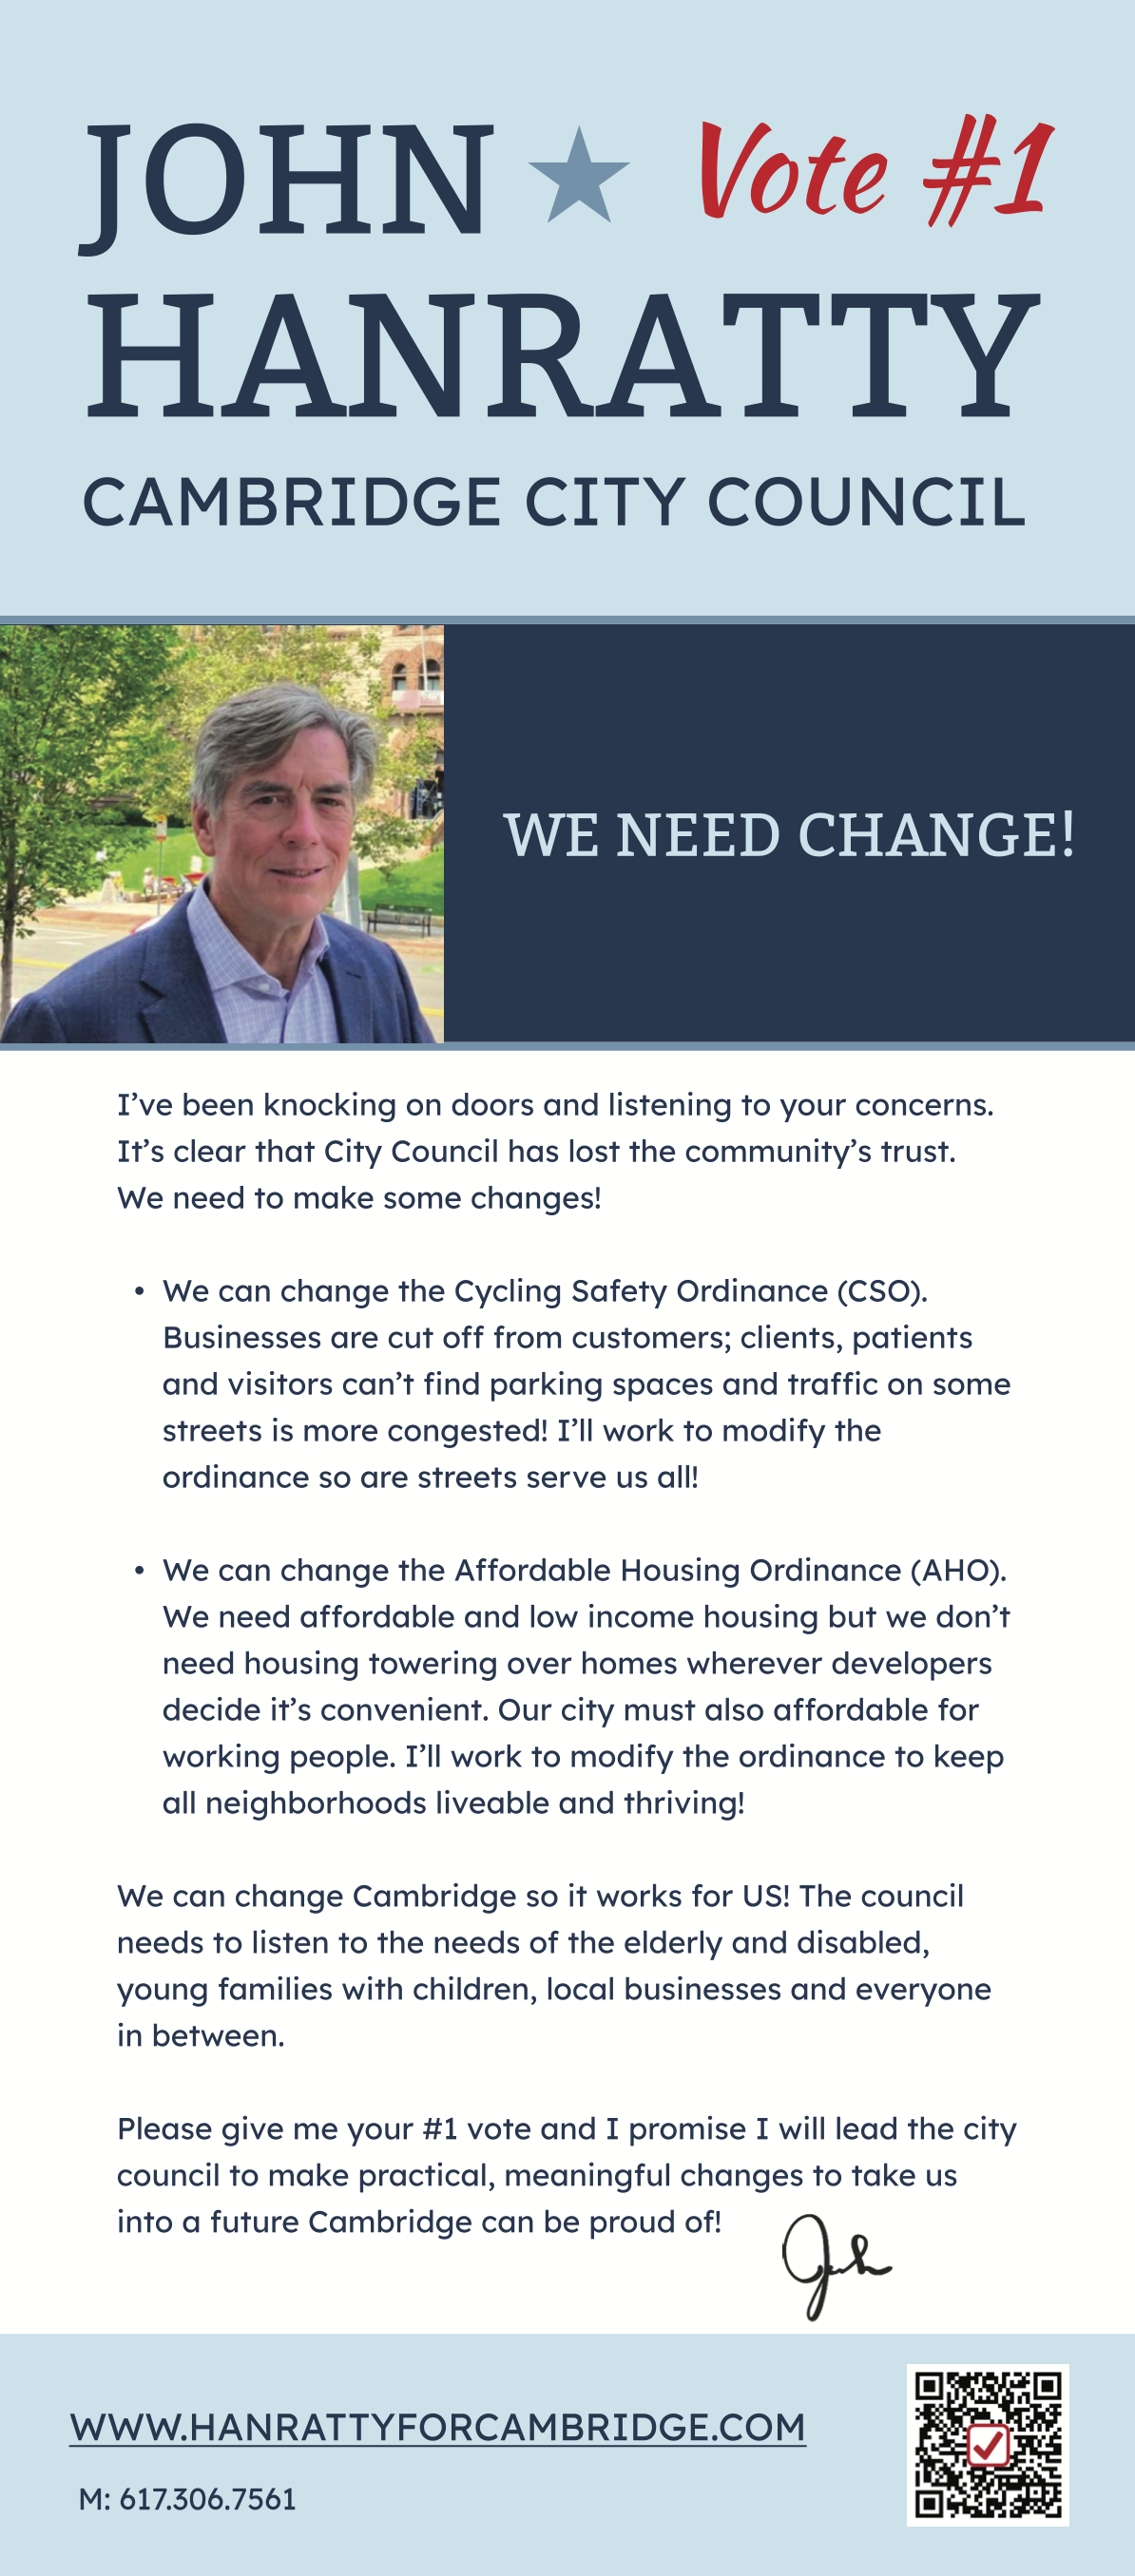 JOHN ★ Vote #1
HANRATTY
CAMBRIDGE CITY COUNCIL
WE NEED CHANGE!
I’ve been knocking on doors and listening to your concerns.
It’s clear that City Council has lost the community’s trust.
We need to make some changes!
• We can change the Cycling Safety Ordinance (CSO).
Businesses are cut off from customers; clients, patients
and visitors can’t find parking spaces and traffic on some
streets is more congested! I’ll work to modify the
ordinance so are streets serve us all!
• We can change the Affordable Housing Ordinance (AHO).
We need affordable and low income housing but we don’t
need housing towering over homes wherever developers
decide it’s convenient. Our city must also affordable for
working people. I’ll work to modify the ordinance to keep
all neighborhoods liveable and thriving!
We can change Cambridge so it works for US! The council
needs to listen to the needs of the elderly and disabled,
young families with children, local businesses and everyone
in between.
Please give me your #1 vote and I promise I will lead the city
council to make practical, meaningful changes to take us
into a future Cambridge can be proud of!
John
WWW.HANRATTYFORCAMBRIDGE.COM
M: 617.306.7561